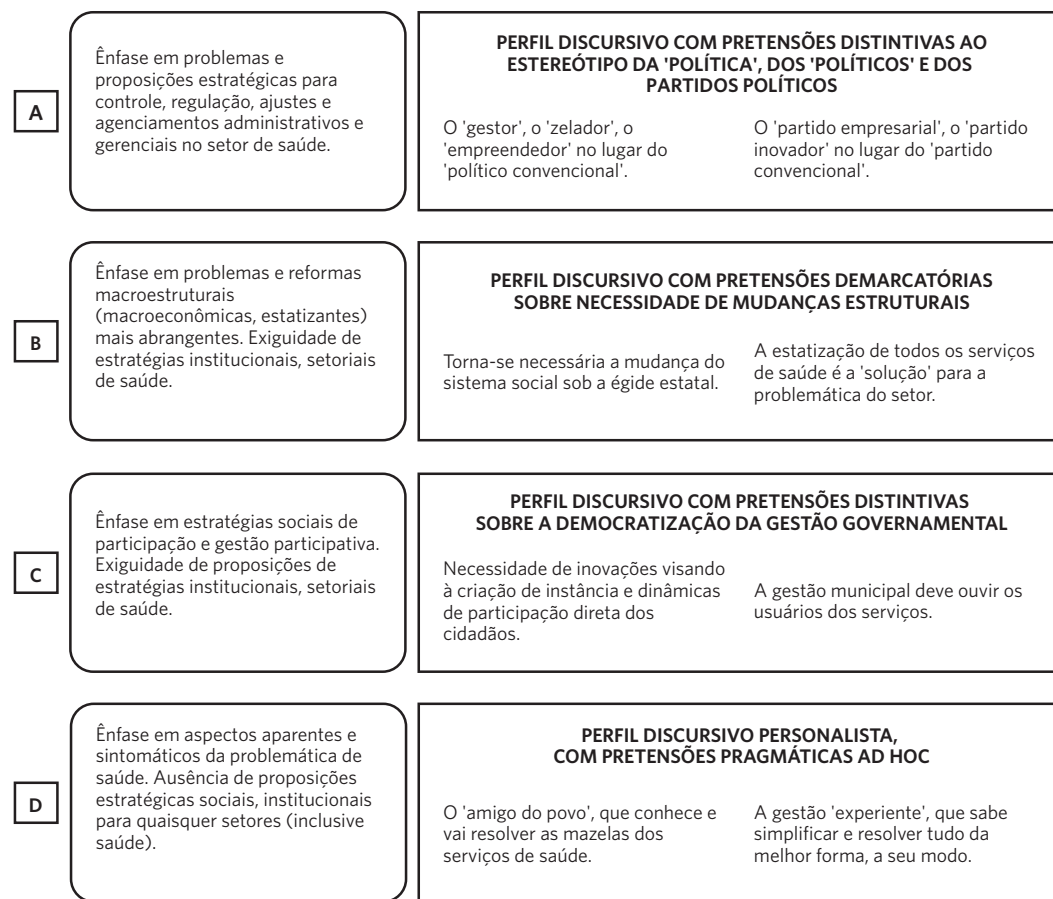 A
Ênfase em problemas e
proposições estratégicas para
controle, regulação, ajustes e
agenciamentos administrativos e
gerenciais no setor de saúde.
PERFIL DISCURSIVO COM PRETENSÕES DISTINTIVAS AO
ESTEREÓTIPO DA 'POLÍTICA', DOS 'POLÍTICOS' E DOS
PARTIDOS POLÍTICOS
O 'gestor', o 'zelador', o
'empreendedor' no lugar do
'político convencional'.
O 'partido empresarial', o 'partido
inovador' no lugar do 'partido
convencional'.
B
Ênfase em problemas e reformas
macroestruturais
(macroeconômicas, estatizantes)
mais abrangentes. Exiguidade de
estratégias institucionais, setoriais
de saúde.
PERFIL DISCURSIVO COM PRETENSÕES DEMARCATÓRIAS
SOBRE NECESSIDADE DE MUDANÇAS ESTRUTURAIS
Torna-se necessária a mudança do
sistema social sob a égide estatal.
A estatização de todos os serviços
de saúde é a 'solução' para a
problemática do setor.
C
Ênfase em estratégias sociais de
participação e gestão participativa.
Exiguidade de proposições de
estratégias institucionais, setoriais
de saúde.
PERFIL DISCURSIVO COM PRETENSÕES DISTINTIVAS
SOBRE A DEMOCRATIZAÇÃO DA GESTÃO GOVERNAMENTAL
Necessidade de inovações visando
à criação de instância e dinâmicas
de participação direta dos
cidadãos.
A gestão municipal deve ouvir os
usuários dos serviços.
D
Ênfase em aspectos aparentes e
sintomáticos da problemática de
saúde. Ausência de proposições
estratégicas sociais, institucionais
para quaisquer setores (inclusive
saúde).
PERFIL DISCURSIVO PERSONALISTA,
COM PRETENSÕES PRAGMÁTICAS AD HOC
O 'amigo do povo', que conhece e
vai resolver as mazelas dos
serviços de saúde.
A gestão 'experiente', que sabe
simplificar e resolver tudo da
melhor forma, a seu modo.